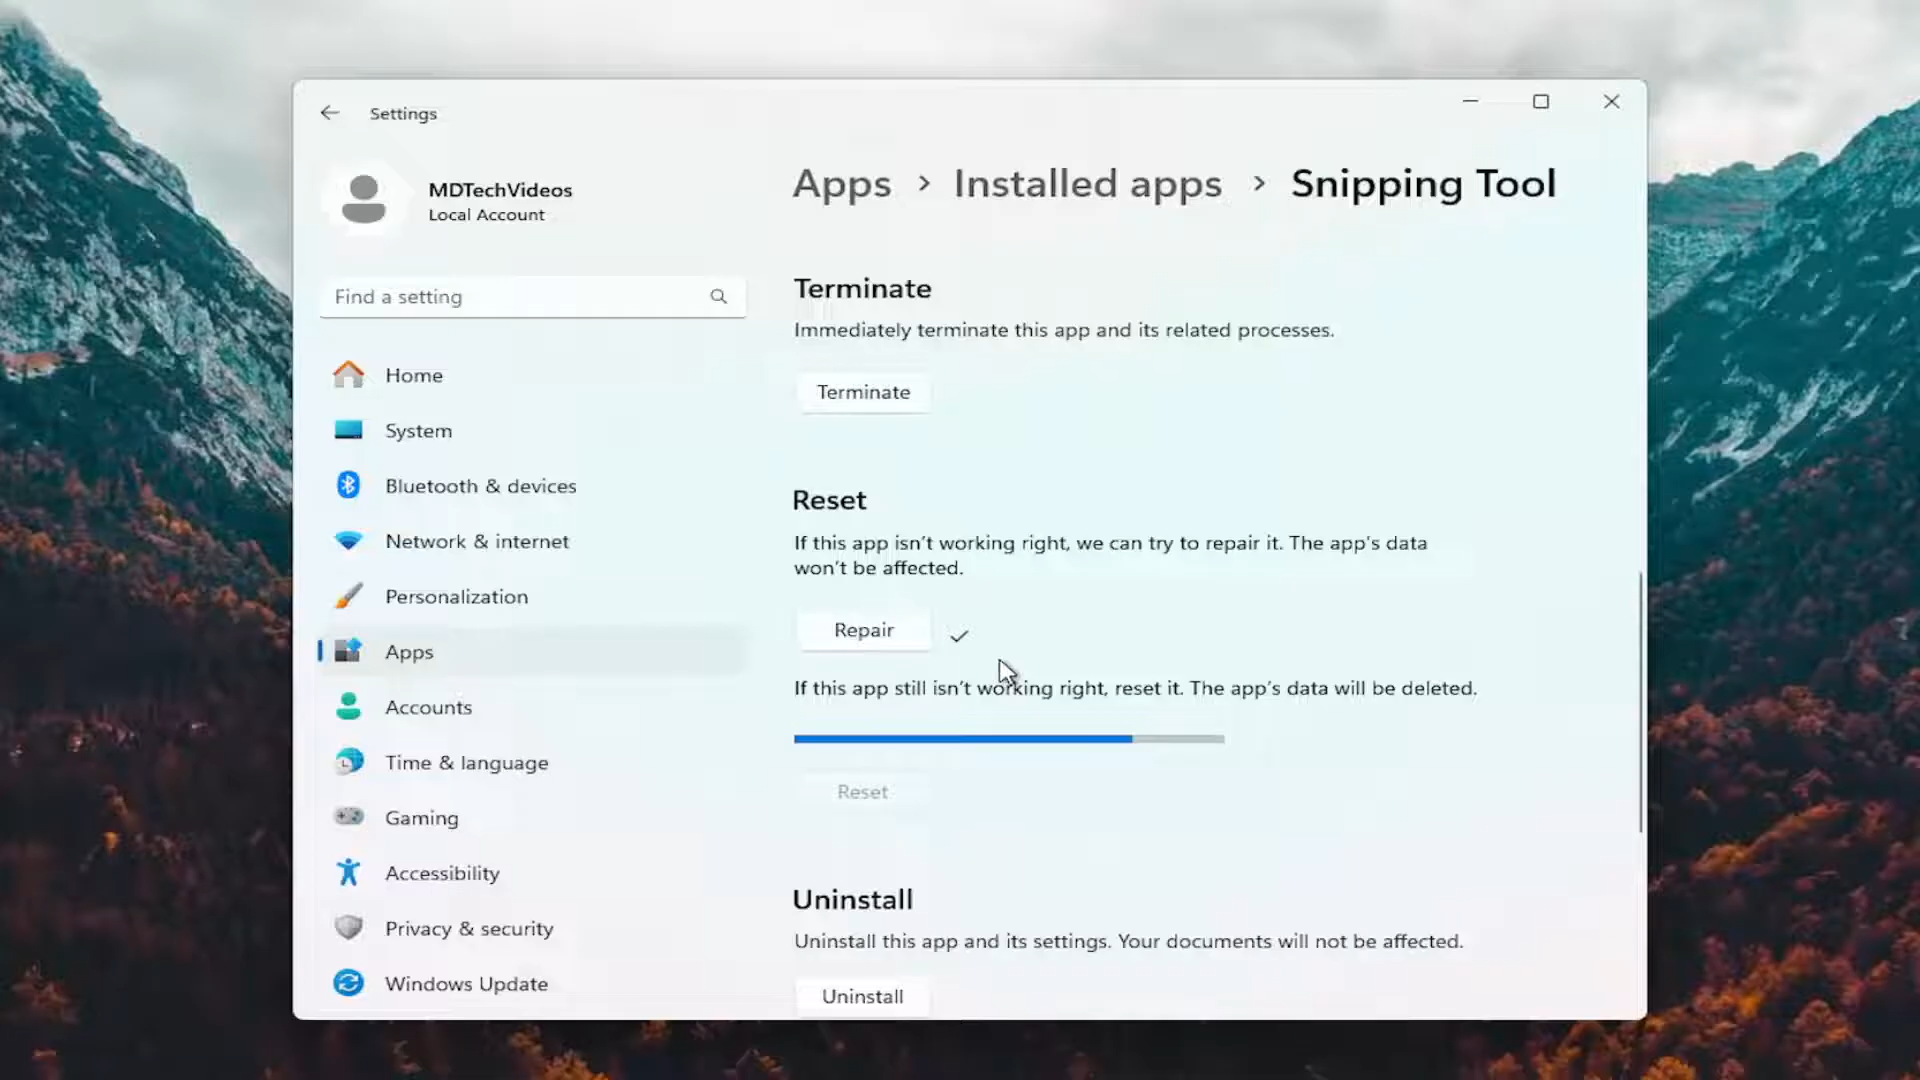 Settings
MDTechVideos
Local Account
Find a setting
Home
System
Bluetooth & devices
Network & internet
Personalization
Apps
Accounts
Time & language
Gaming
Accessibility
Privacy & security
Windows Update
Apps > Installed apps > Snipping Tool
Terminate
Immediately terminate this app and its related processes.
Terminate
Reset
If this app isn't working right, we can try to repair it. The app's data
won't be affected.
Repair
If this app still isn't working right, reset it. The app's data will be deleted.
Reset
Uninstall
Uninstall this app and its settings. Your documents will not be affected.
Uninstall